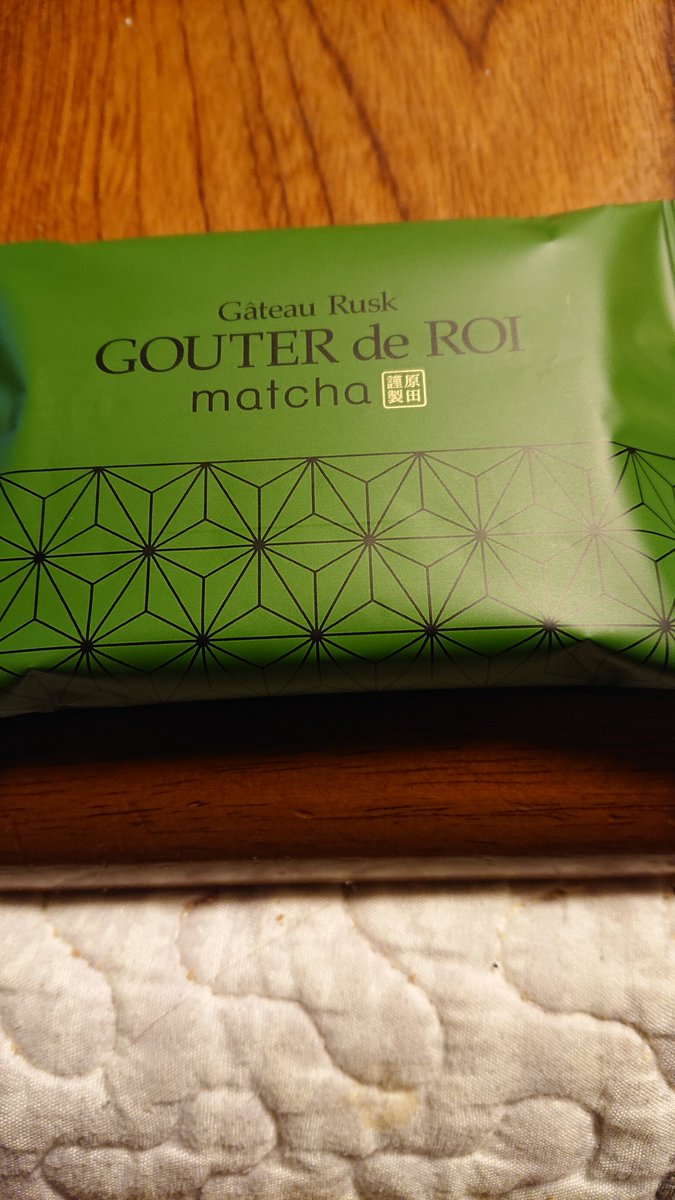 Gâteau Rusk
GOUTER de ROI
matcha
原田
謹製